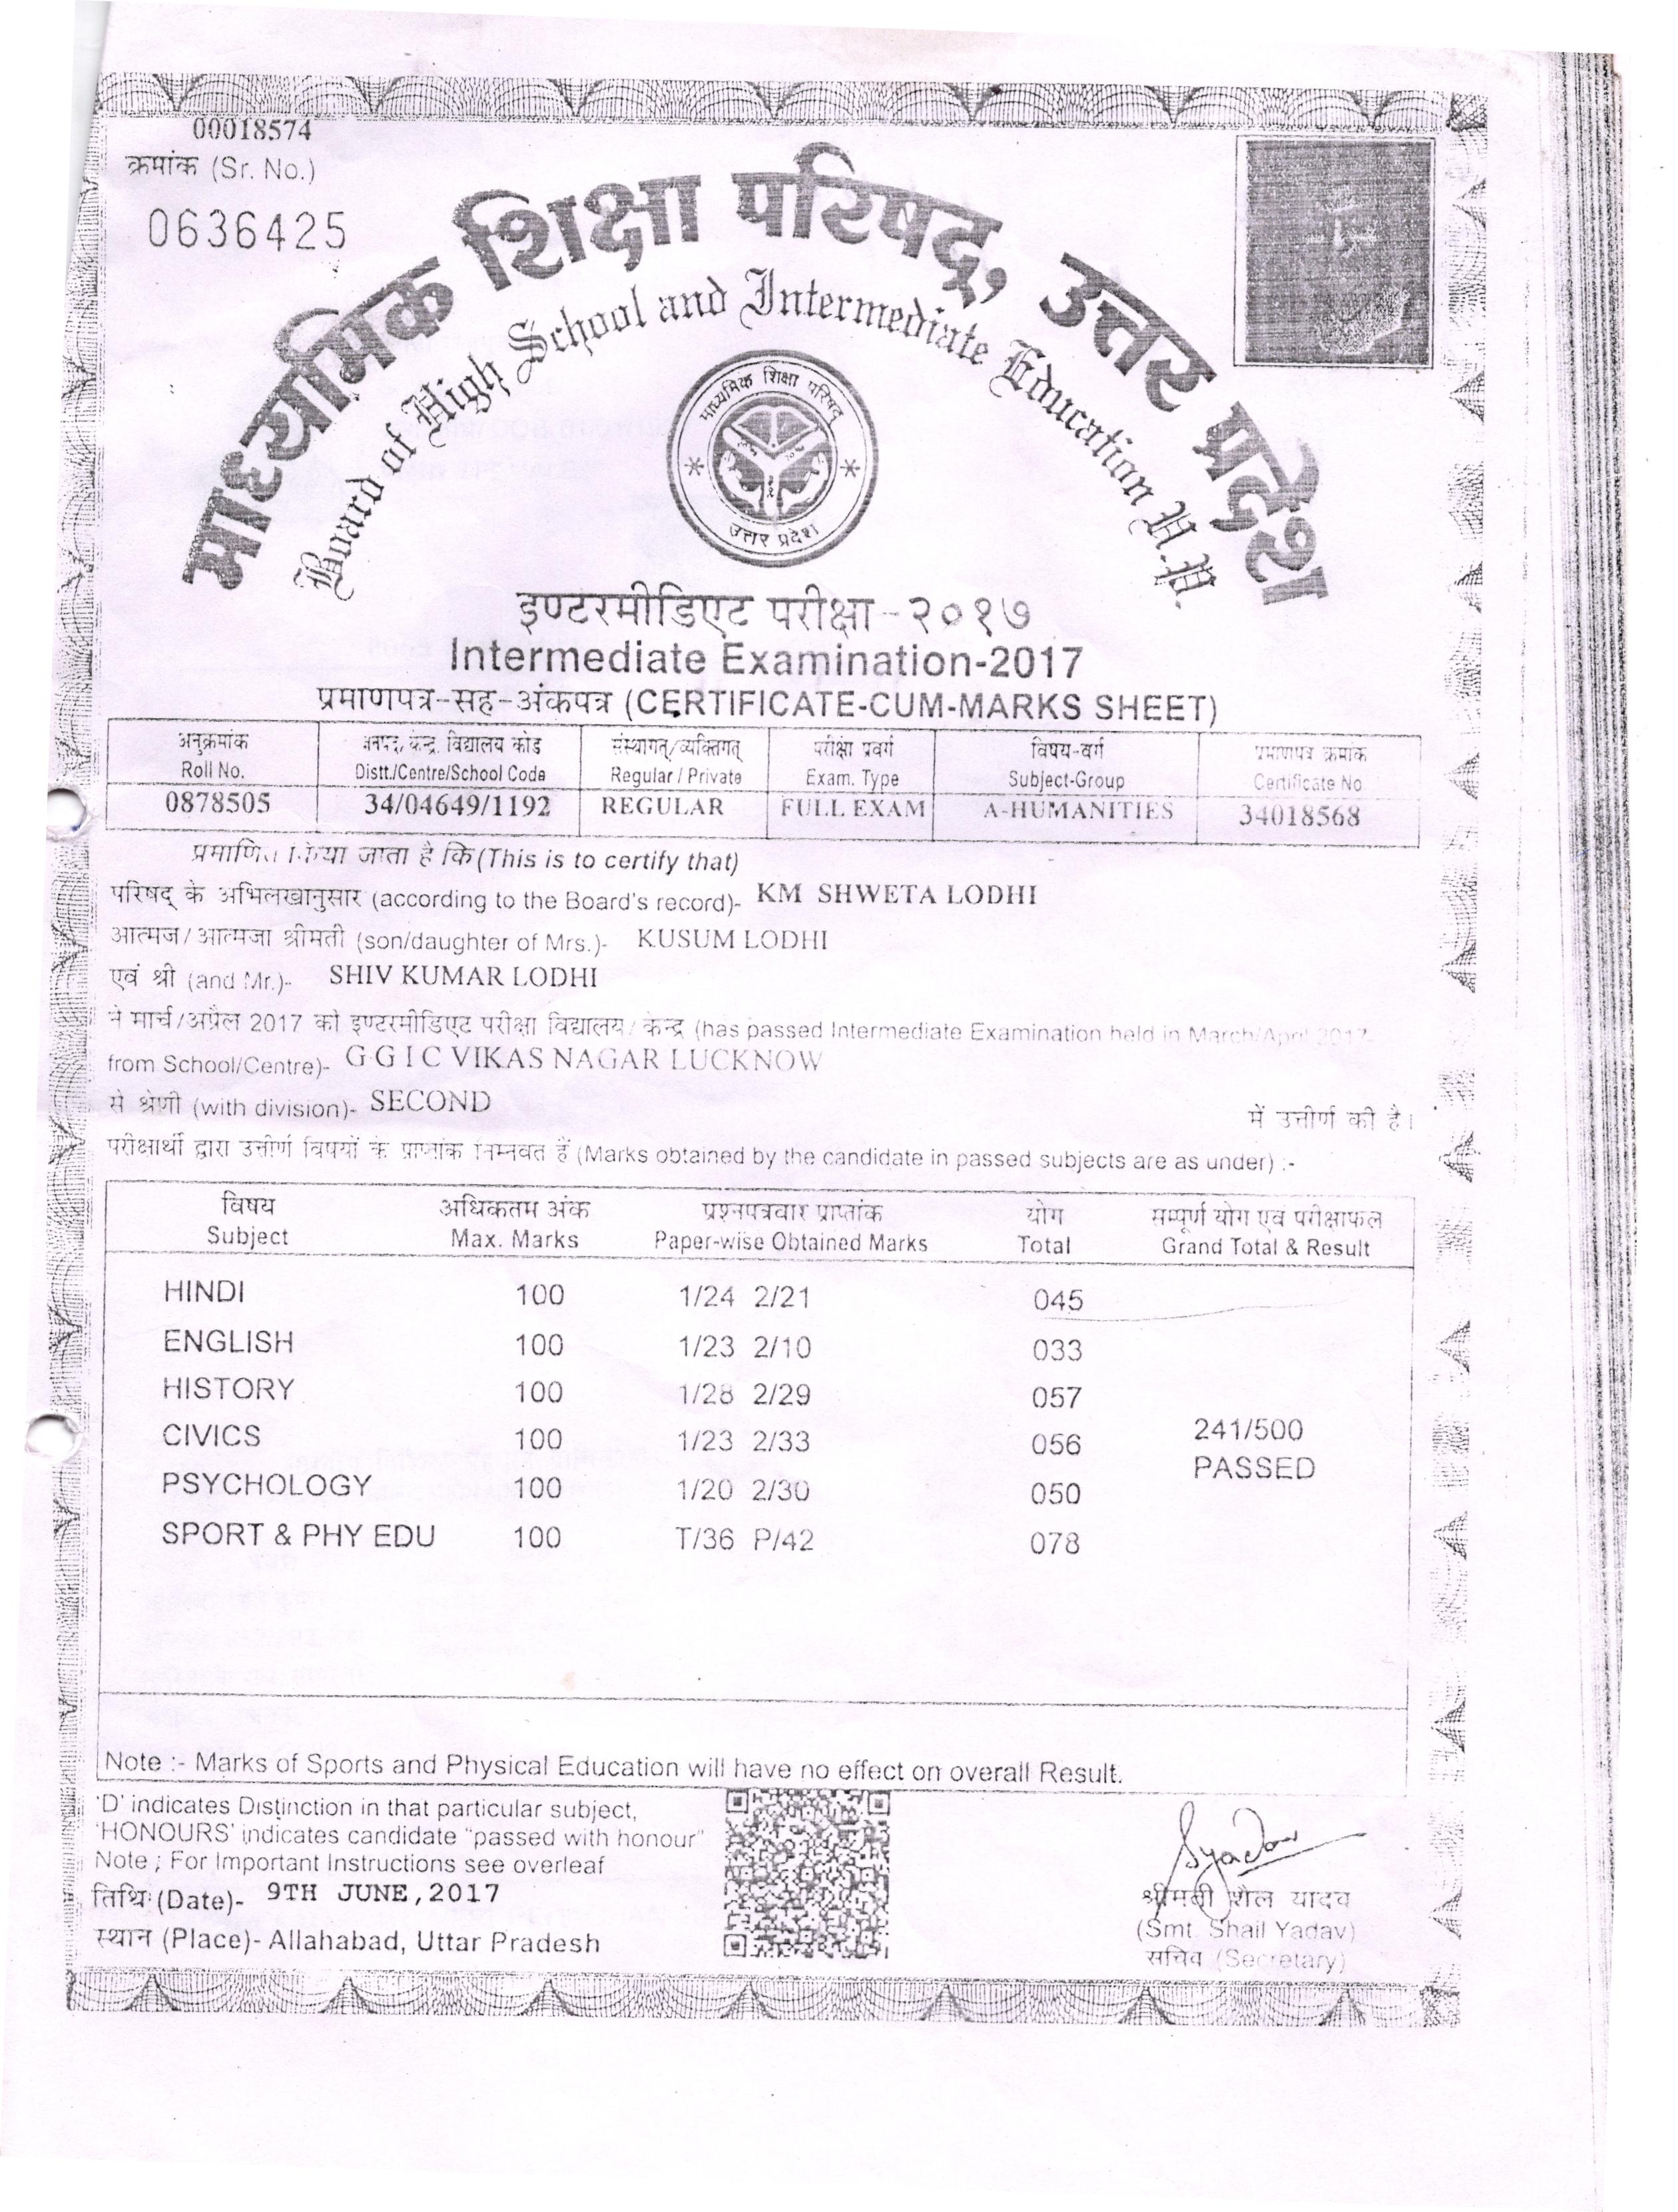 00018574
क्रमांक (Sr. No.)
0636425
माध्यमिक शिक्षा परिषद्, उत्तर प्रदेश
Board of High School and Intermediate Education U.P.
माध्यमिक शिक्षा परिषद्
उत्तर प्रदेश
इण्टरमीडिएट परीक्षा-२०१७
Intermediate Examination-2017
प्रमाणपत्र-सह-अंकपत्र (CERTIFICATE-CUM-MARKS SHEET)
अनुक्रमांक जनपद, केन्द्र, विद्यालय कोड संस्थागत/व्यक्तिगत् परीक्षा प्रवर्ग विषय-वर्ग प्रमाणपत्र क्रमांक
Roll No. Distt./Centre/School Code Regular / Private Exam. Type Subject-Group Certificate No
0878505 34/04649/1192 REGULAR FULL EXAM A-HUMANITIES 34018568
प्रमाणित किया जाता है कि (This is to certify that)
परिषद् के अभिलेखानुसार (according to the Board's record)- KM SHWETA LODHI
आत्मज/आत्मजा श्रीमती (son/daughter of Mrs.)- KUSUM LODHI
एवं श्री (and Mr.)- SHIV KUMAR LODHI
ने मार्च/अप्रैल 2017 की इण्टरमीडिएट परीक्षा विद्यालय/केन्द्र (has passed Intermediate Examination held in March/April 2017
from School/Centre)- G G I C VIKAS NAGAR LUCKNOW
से श्रेणी (with division)- SECOND में उत्तीर्ण की है।
परीक्षार्थी द्वारा उत्तीर्ण विषयों के प्राप्तांक निम्नवत हैं (Marks obtained by the candidate in passed subjects are as under) :-
विषय अधिकतम अंक प्रश्नपत्रवार प्राप्तांक योग सम्पूर्ण योग एवं परीक्षाफल
Subject Max. Marks Paper-wise Obtained Marks Total Grand Total & Result
HINDI 100 1/24 2/21 045
ENGLISH 100 1/23 2/10 033
HISTORY 100 1/28 2/29 057
CIVICS 100 1/23 2/33 056 241/500
PSYCHOLOGY 100 1/20 2/30 050 PASSED
SPORT & PHY EDU 100 T/36 P/42 078
Note :- Marks of Sports and Physical Education will have no effect on overall Result.
'D' indicates Distinction in that particular subject,
'HONOURS' indicates candidate "passed with honour"
Note ; For Important Instructions see overleaf
तिथि (Date)- 9TH JUNE, 2017
स्थान (Place)- Allahabad, Uttar Pradesh
Syadav
श्रीमती शैल यादव
(Smt. Shail Yadav)
सचिव (Secretary)